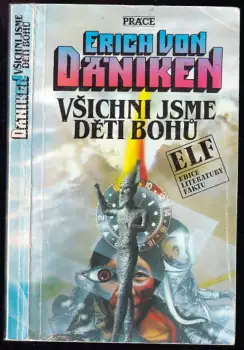 PRÁCE
ERICH VON
DÄNIKEN
VŠICHNI JSME
DĚTI BOHŮ
ELF
EDICE
LITERATURY
FAKTU
DÄNIKEN VŠICHNI JSME
DĚTI BOHŮ